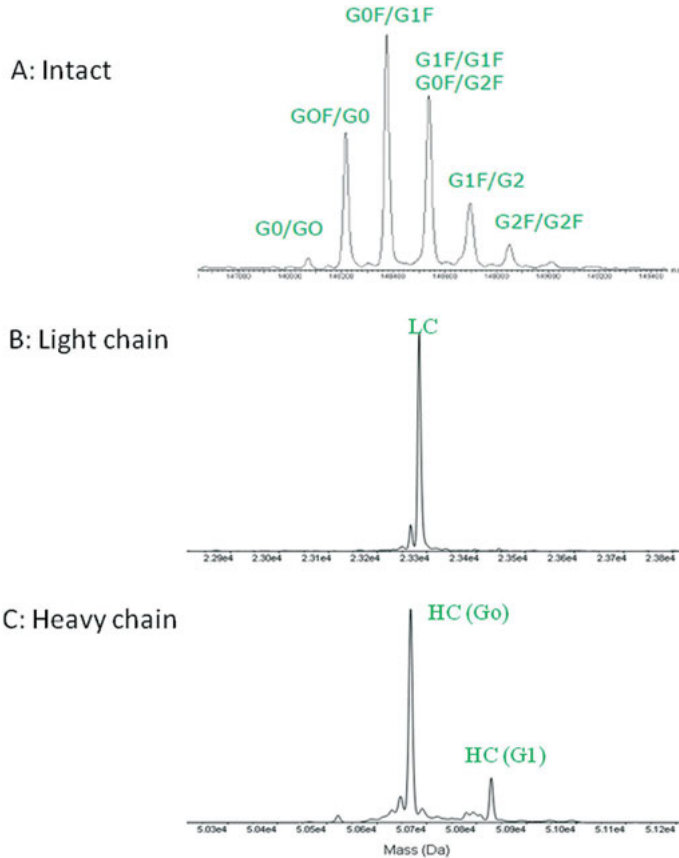 A: Intact
G0F/G1F
G1F/G1F
G0F/G2F
GOF/G0
G1F/G2
G2F/G2F
G0/GO
B: Light chain
LC
2.29e4 2.30e4 2.31e4 2.32e4 2.33e4 2.34e4 2.35e4 2.36e4 2.37e4 2.38e4
C: Heavy chain
HC (Go)
HC (G1)
5.03e4 5.04e4 5.05e4 5.06e4 5.07e4 5.08e4 5.09e4 5.10e4 5.11e4 5.12e4
Mass (Da)